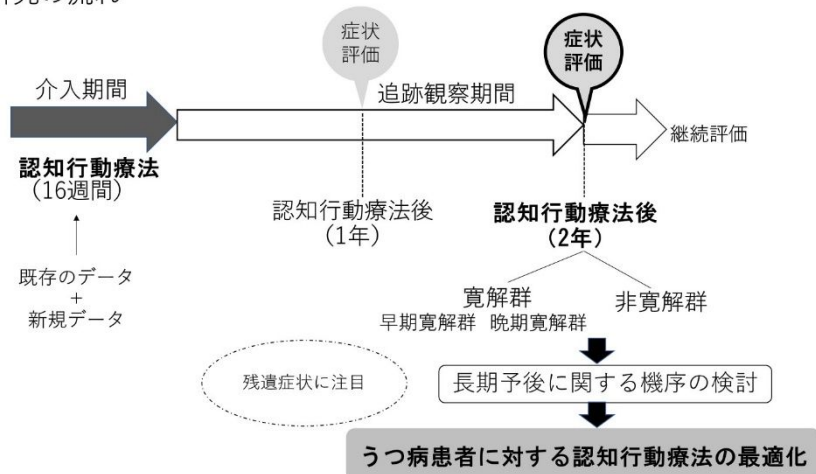 の流れ
症状
評価
症状
評価
介入期間
追跡観察期間
継続評価
認知行動療法
(16週間)
認知行動療法後
(1年)
認知行動療法後
(2年)
既存のデータ
+
新規データ
寛解群
非寛解群
早期寛解群 晩期寛解群
残遺症状に注目
長期予後に関する機序の検討
うつ病患者に対する認知行動療法の最適化